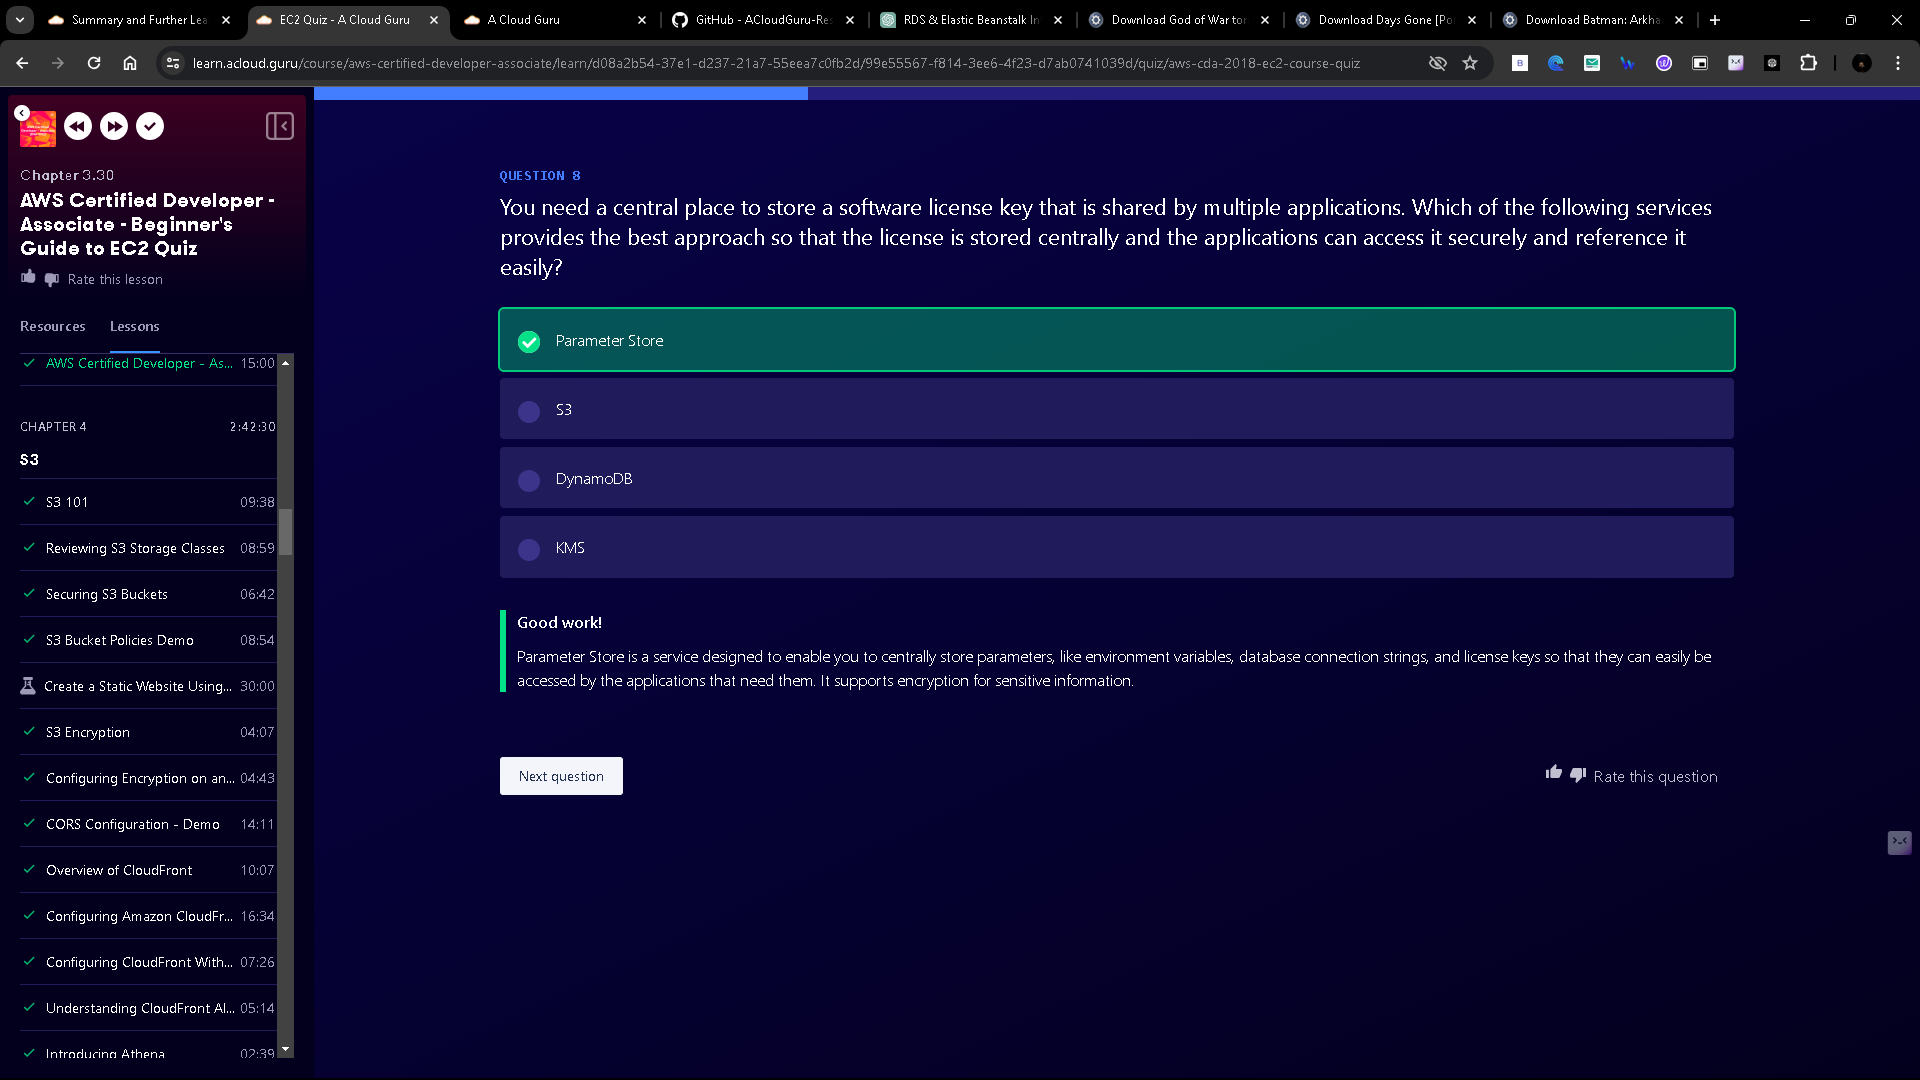 Summary and Further Lea
EC2 Quiz - A Cloud Guru
A Cloud Guru
GitHub - ACloudGuru-Res
RDS & Elastic Beanstalk In
Download God of War tor
Download Days Gone [Po
Download Batman: Arkha
learn.acloud.guru/course/aws-certified-developer-associate/learn/d08a2b54-37e1-d237-21a7-55eea7c0fb2d/99e55567-f814-3ee6-4f23-d7ab0741039d/quiz/aws-cda-2018-ec2-course-quiz
Chapter 3.30
AWS Certified Developer -
Associate - Beginner's
Guide to EC2 Quiz
Rate this lesson
Resources Lessons
AWS Certified Developer - As... 15:00
CHAPTER 4 2:42:30
S3
S3 101 09:38
Reviewing S3 Storage Classes 08:59
Securing S3 Buckets 06:42
S3 Bucket Policies Demo 08:54
Create a Static Website Using... 30:00
S3 Encryption 04:07
Configuring Encryption on an... 04:43
CORS Configuration - Demo 14:11
Overview of CloudFront 10:07
Configuring Amazon CloudFr... 16:34
Configuring CloudFront With... 07:26
Understanding CloudFront Al... 05:14
Introducing Athena 02:39
QUESTION 8
You need a central place to store a software license key that is shared by multiple applications. Which of the following services
provides the best approach so that the license is stored centrally and the applications can access it securely and reference it
easily?
Parameter Store
S3
DynamoDB
KMS
Good work!
Parameter Store is a service designed to enable you to centrally store parameters, like environment variables, database connection strings, and license keys so that they can easily be
accessed by the applications that need them. It supports encryption for sensitive information.
Next question
Rate this question